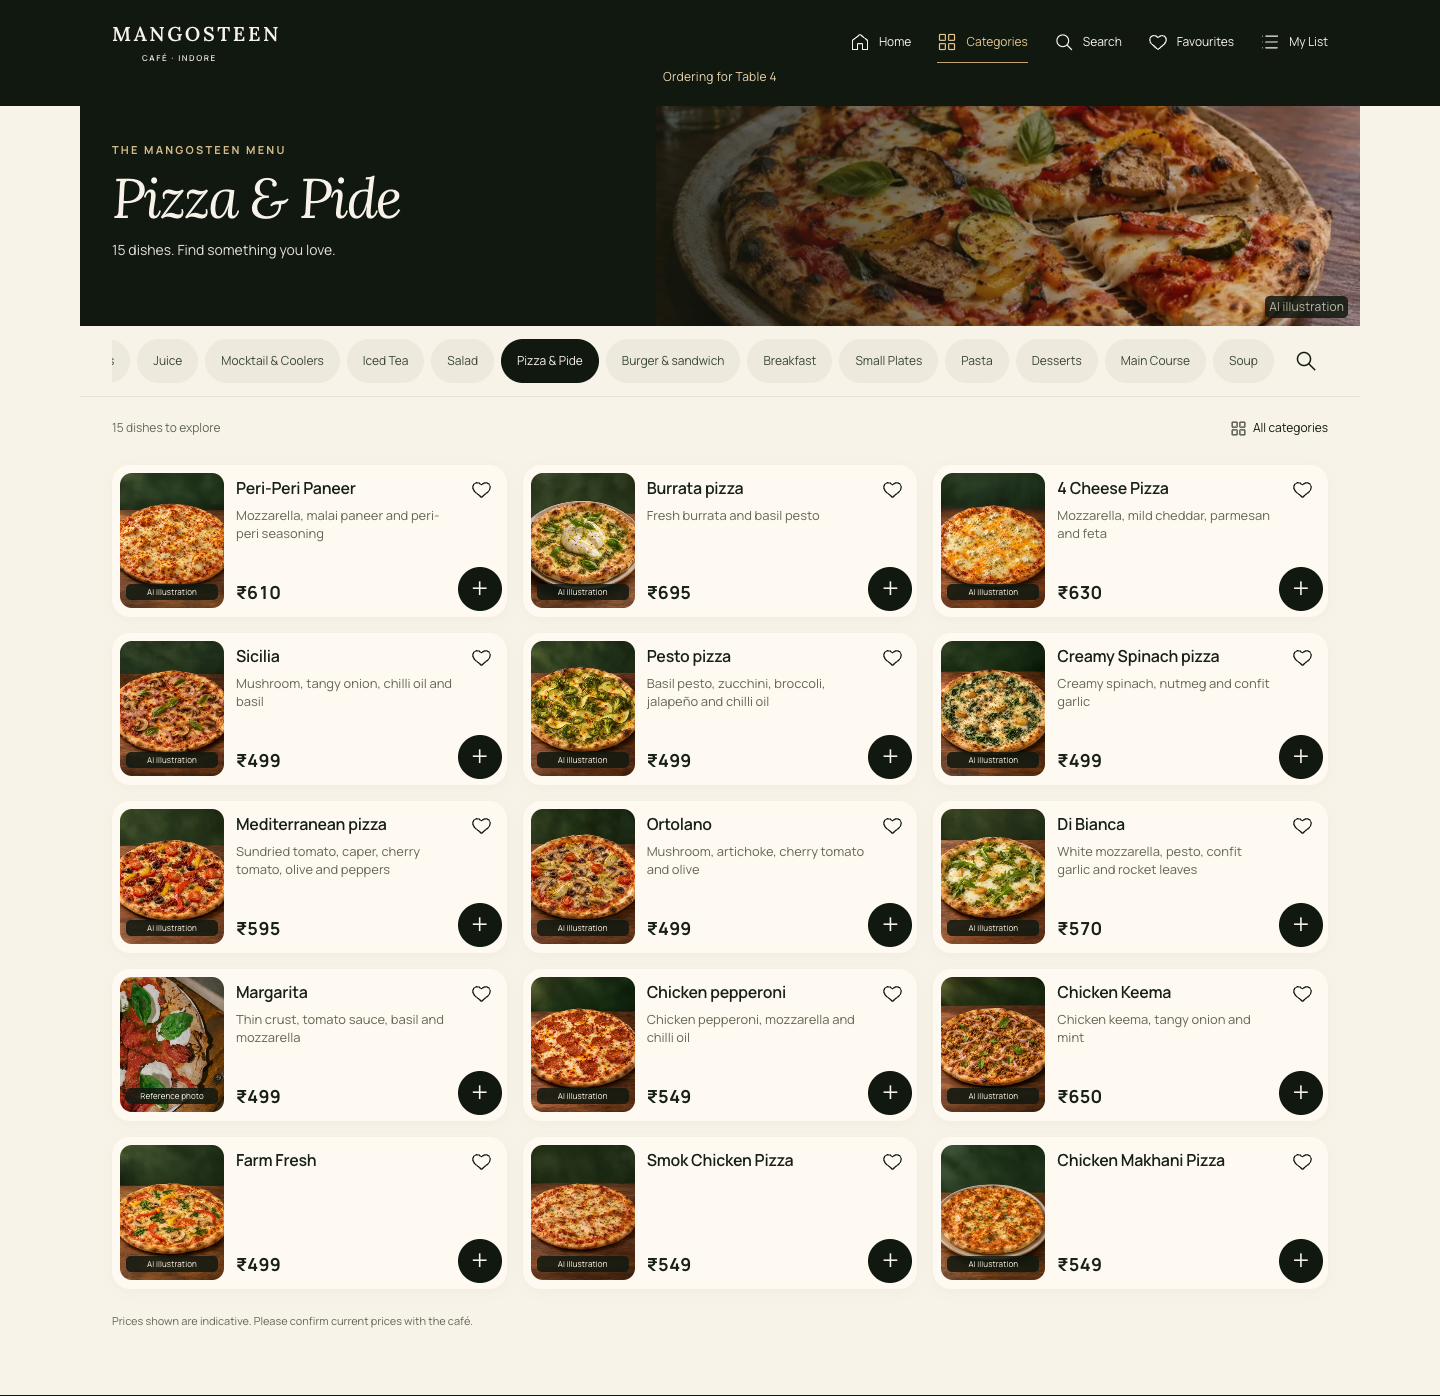 MANGOSTEEN
CAFÉ · INDORE
Home
Categories
Search
Favourites
My List
Ordering for Table 4
THE MANGOSTEEN MENU
Pizza & Pide
15 dishes. Find something you love.
AI illustration
s
Juice
Mocktail & Coolers
Iced Tea
Salad
Pizza & Pide
Burger & sandwich
Breakfast
Small Plates
Pasta
Desserts
Main Course
Soup
15 dishes to explore
All categories
Peri-Peri Paneer
Mozzarella, malai paneer and peri-
peri seasoning
AI illustration
₹610
Burrata pizza
Fresh burrata and basil pesto
AI illustration
₹695
4 Cheese Pizza
Mozzarella, mild cheddar, parmesan
and feta
AI illustration
₹630
Sicilia
Mushroom, tangy onion, chilli oil and
basil
AI illustration
₹499
Pesto pizza
Basil pesto, zucchini, broccoli,
jalapeño and chilli oil
AI illustration
₹499
Creamy Spinach pizza
Creamy spinach, nutmeg and confit
garlic
AI illustration
₹499
Mediterranean pizza
Sundried tomato, caper, cherry
tomato, olive and peppers
AI illustration
₹595
Ortolano
Mushroom, artichoke, cherry tomato
and olive
AI illustration
₹499
Di Bianca
White mozzarella, pesto, confit
garlic and rocket leaves
AI illustration
₹570
Margarita
Thin crust, tomato sauce, basil and
mozzarella
Reference photo
₹499
Chicken pepperoni
Chicken pepperoni, mozzarella and
chilli oil
AI illustration
₹549
Chicken Keema
Chicken keema, tangy onion and
mint
AI illustration
₹650
Farm Fresh
AI illustration
₹499
Smok Chicken Pizza
AI illustration
₹549
Chicken Makhani Pizza
AI illustration
₹549
Prices shown are indicative. Please confirm current prices with the café.